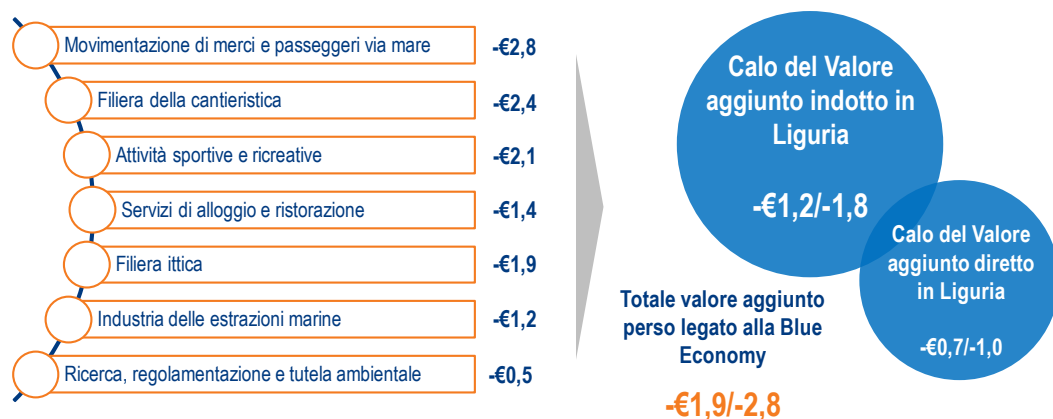 Movimentazione di merci e passeggeri via mare -€2,8
Filiera della cantieristica -€2,4
Attività sportive e ricreative -€2,1
Servizi di alloggio e ristorazione -€1,4
Filiera ittica -€1,9
Industria delle estrazioni marine -€1,2
Ricerca, regolamentazione e tutela ambientale -€0,5
Calo del Valore
aggiunto indotto in
Liguria
-€1,2/-1,8
Calo del Valore
aggiunto diretto
in Liguria
-€0,7/-1,0
Totale valore aggiunto
perso legato alla Blue
Economy
-€1,9/-2,8